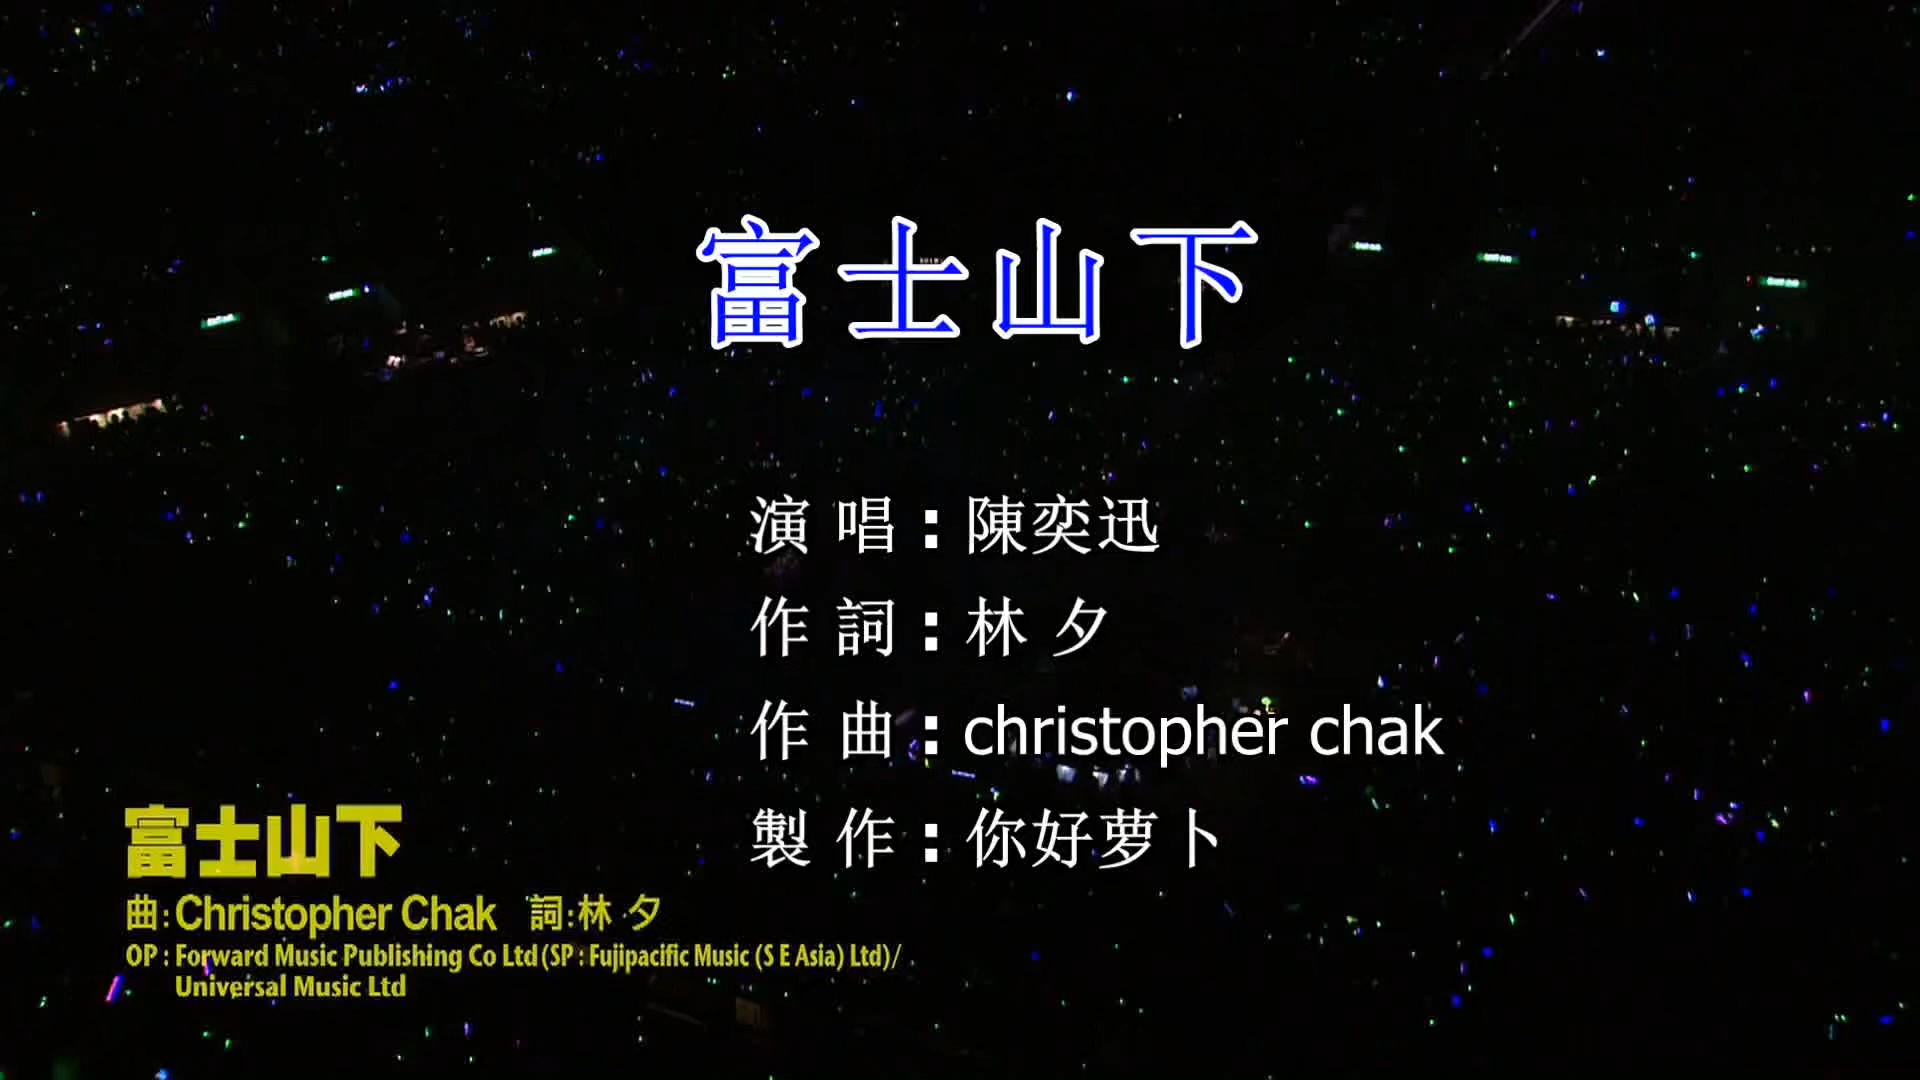 富士山下
演 唱：陳奕迅
作 詞：林 夕
作 曲：christopher chak
製 作：你好萝卜
富士山下
曲：Christopher Chak 詞：林 夕
OP : Forward Music Publishing Co Ltd (SP : Fujipacific Music (S E Asia) Ltd)/
Universal Music Ltd